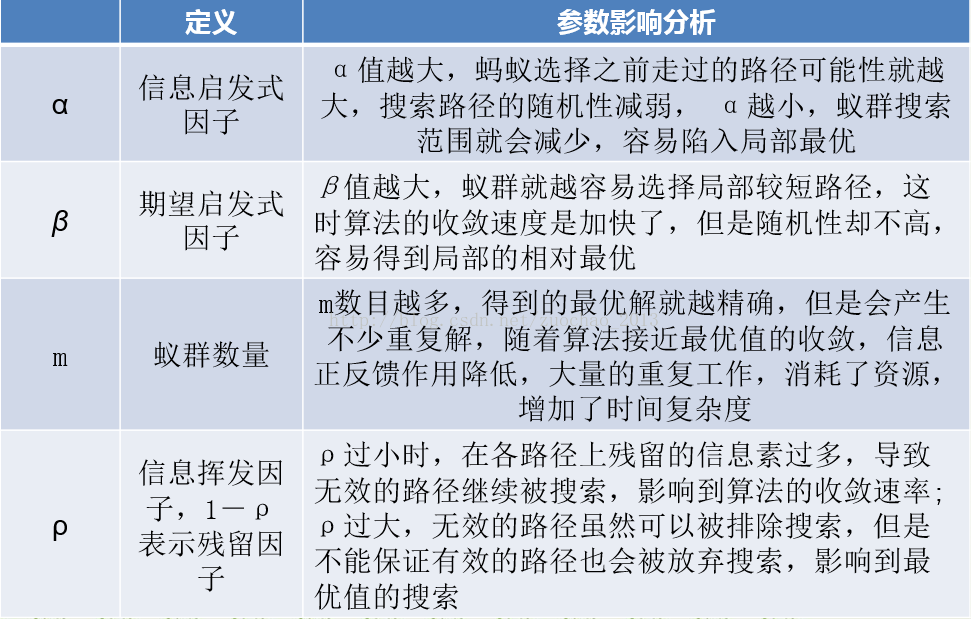 定义
参数影响分析
α
信息启发式
因子
α值越大，蚂蚁选择之前走过的路径可能性就越
大，搜索路径的随机性减弱， α越小，蚁群搜索
范围就会减少，容易陷入局部最优
β
期望启发式
因子
β值越大，蚁群就越容易选择局部较短路径，这
时算法的收敛速度是加快了，但是随机性却不高，
容易得到局部的相对最优
m
蚁群数量
m数目越多，得到的最优解就越精确，但是会产生
不少重复解，随着算法接近最优值的收敛，信息
正反馈作用降低，大量的重复工作，消耗了资源，
增加了时间复杂度
ρ
信息挥发因
子，1－ρ
表示残留因
子
ρ过小时，在各路径上残留的信息素过多，导致
无效的路径继续被搜索，影响到算法的收敛速率；
ρ过大，无效的路径虽然可以被排除搜索，但是
不能保证有效的路径也会被放弃搜索，影响到最
优值的搜索